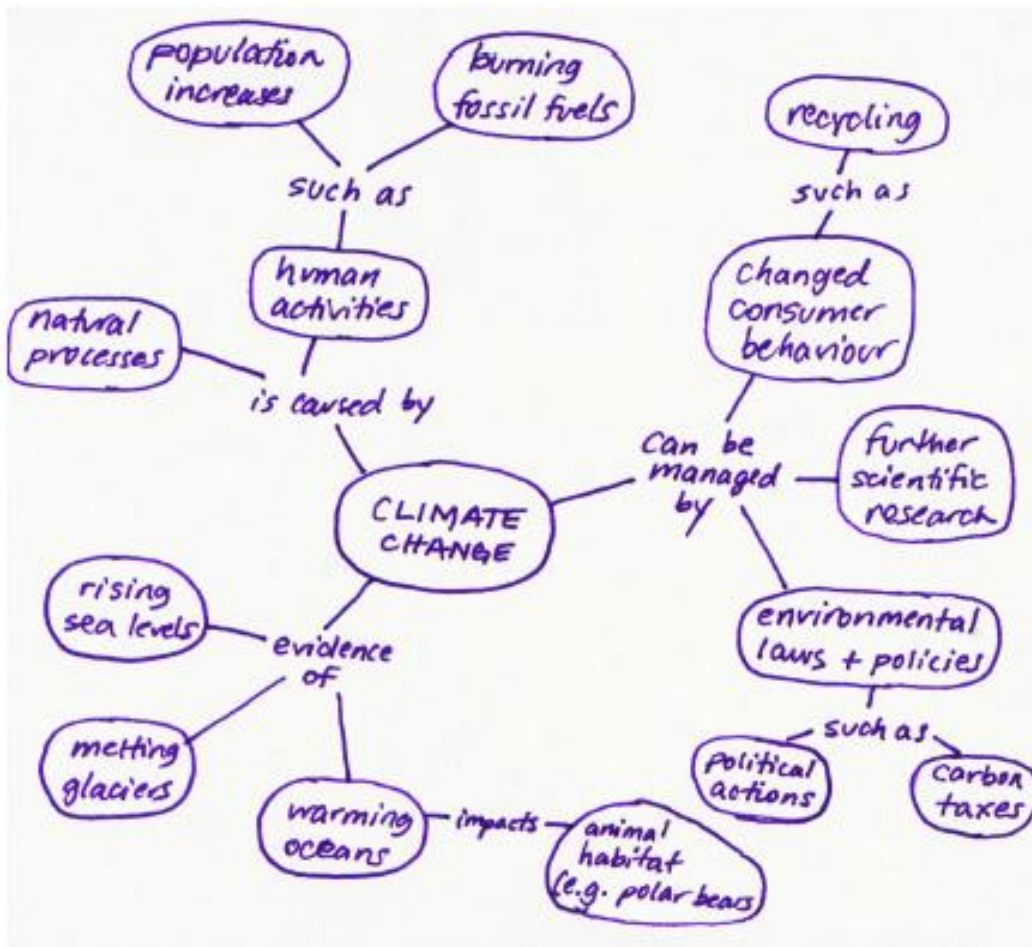 population
increases
burning
fossil fuels
recycling
such as
such as
human
activities
changed
consumer
behaviour
natural
processes
is caused by
can be
managed
by
further
scientific
research
CLIMATE
CHANGE
rising
sea levels
evidence
of
environmental
laws + policies
such as
melting
glaciers
political
actions
carbon
taxes
warming
oceans
impacts
animal
habitat
(e.g. polar bears